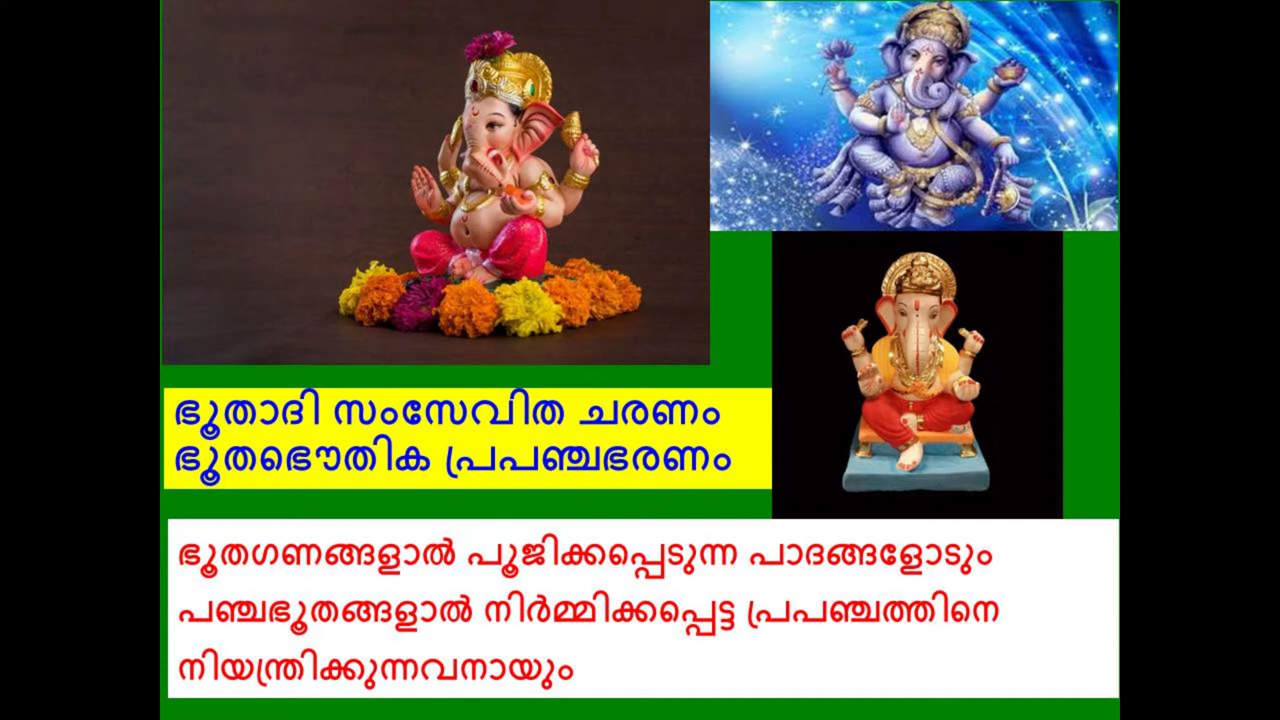 ഭൂതാദി സംസേവിത ചരണം
ഭൂതഭൌതിക പ്രപഞ്ചഭരണം
ഭൂതഗണങ്ങളാൽ പൂജിക്കപ്പെടുന്ന പാദങ്ങളോടും
പഞ്ചഭൂതങ്ങളാൽ നിർമ്മിക്കപ്പെട്ട പ്രപഞ്ചത്തിനെ
നിയന്ത്രിക്കുന്നവനായും